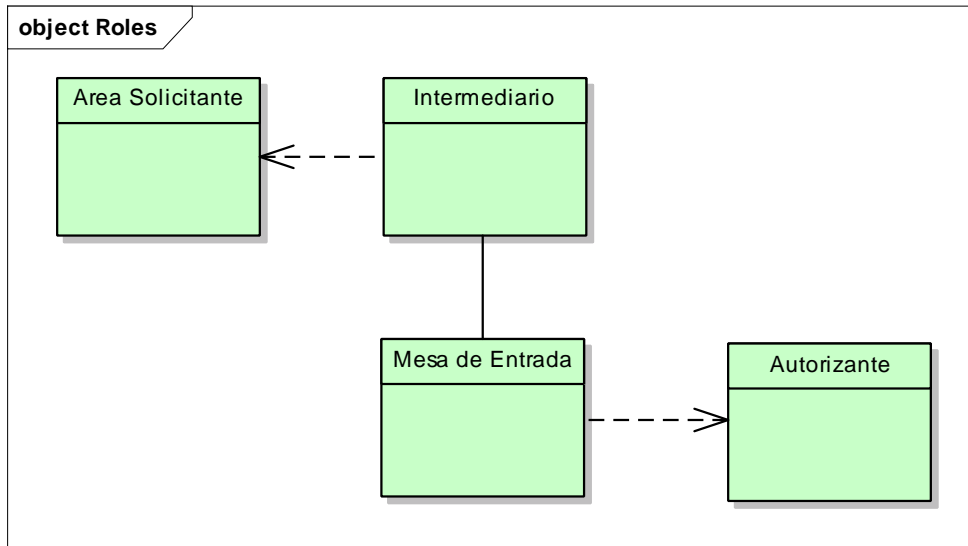 object Roles
Area Solicitante
Intermediario
Mesa de Entrada
Autorizante